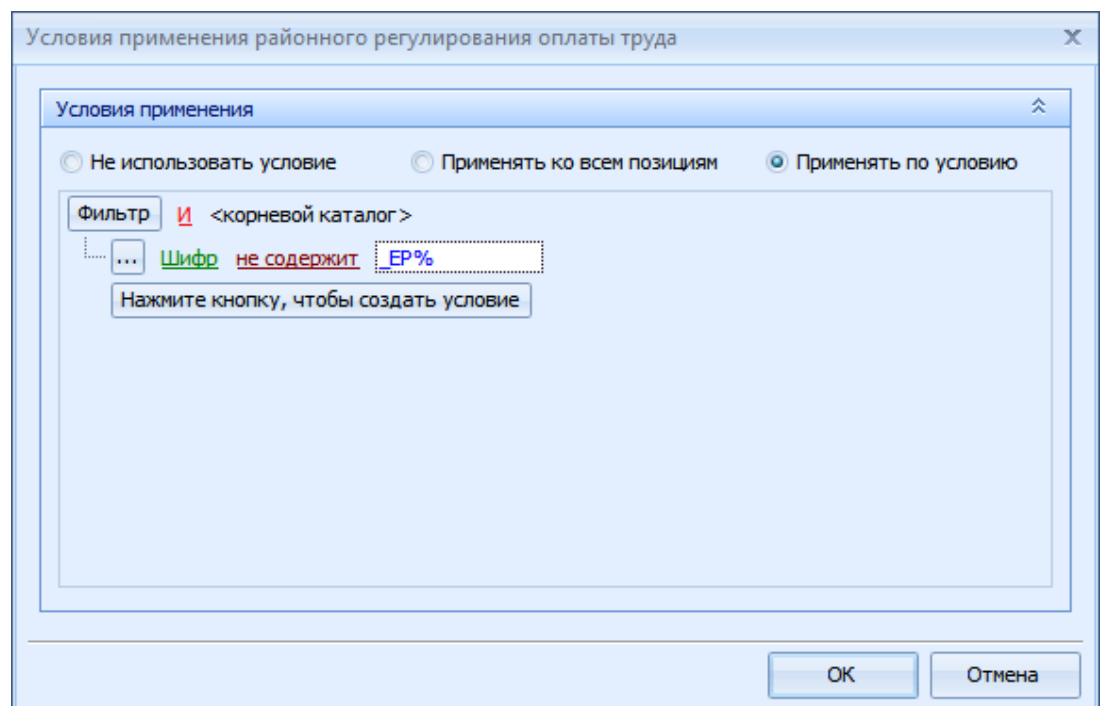 Условия применения районного регулирования оплаты труда
Условия применения
Не использовать условие Применять ко всем позициям Применять по условию
Фильтр И <корневой каталог>
... Шифр не содержит _ЕР%
Нажмите кнопку, чтобы создать условие
ОК Отмена